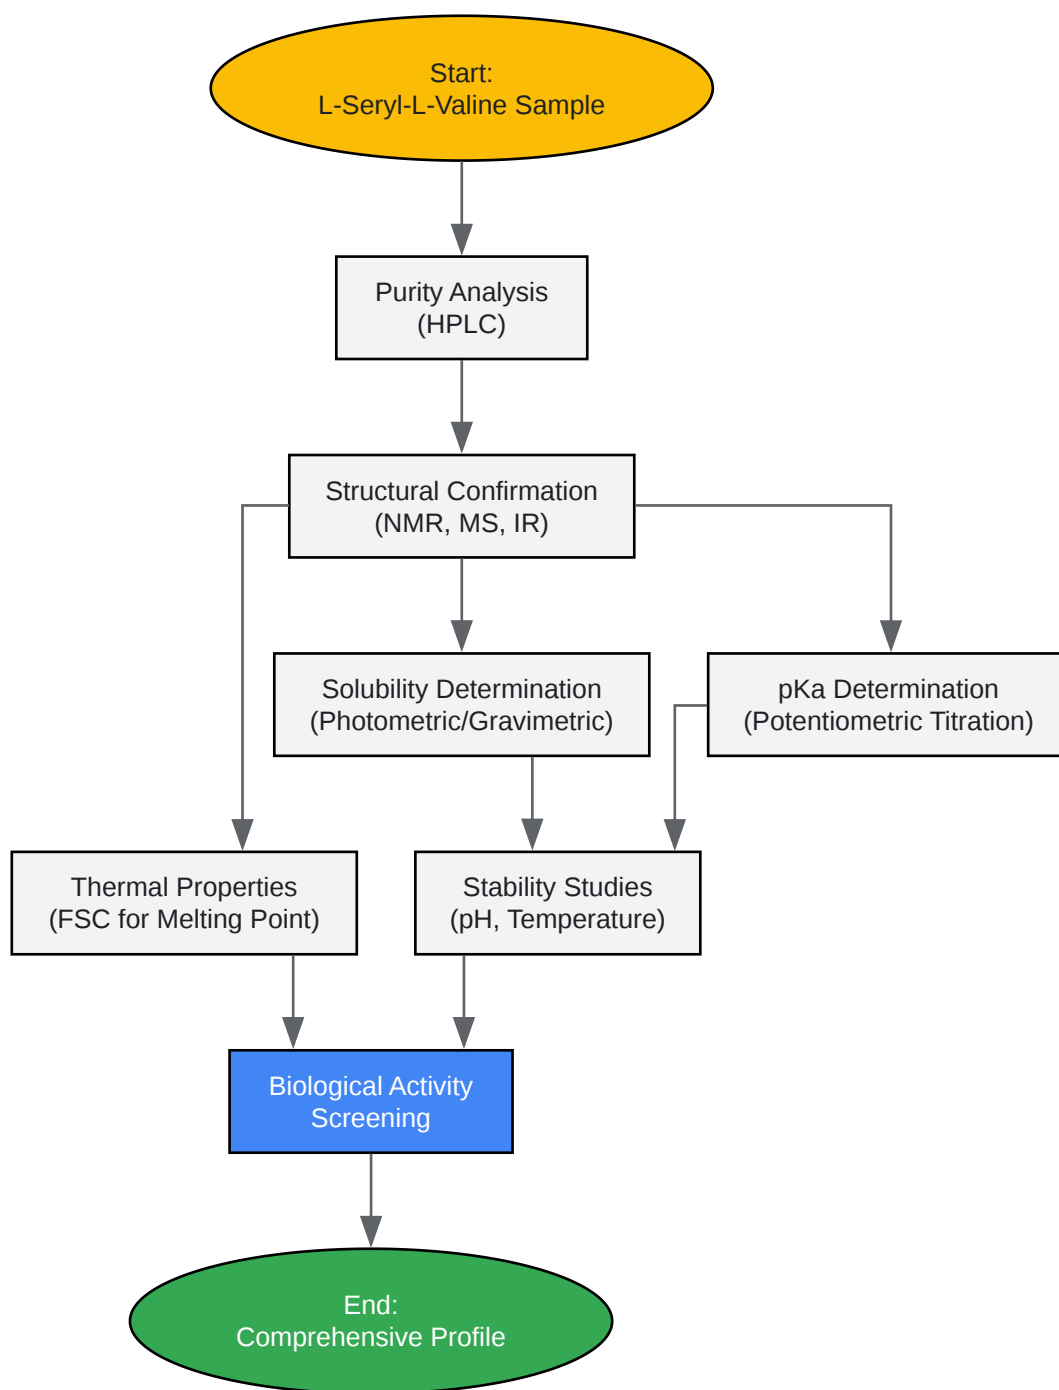 Start:
L-Seryl-L-Valine Sample
Purity Analysis
(HPLC)
Structural Confirmation
(NMR, MS, IR)
Solubility Determination
(Photometric/Gravimetric)
pKa Determination
(Potentiometric Titration)
Thermal Properties
(FSC for Melting Point)
Stability Studies
(pH, Temperature)
Biological Activity
Screening
End:
Comprehensive Profile